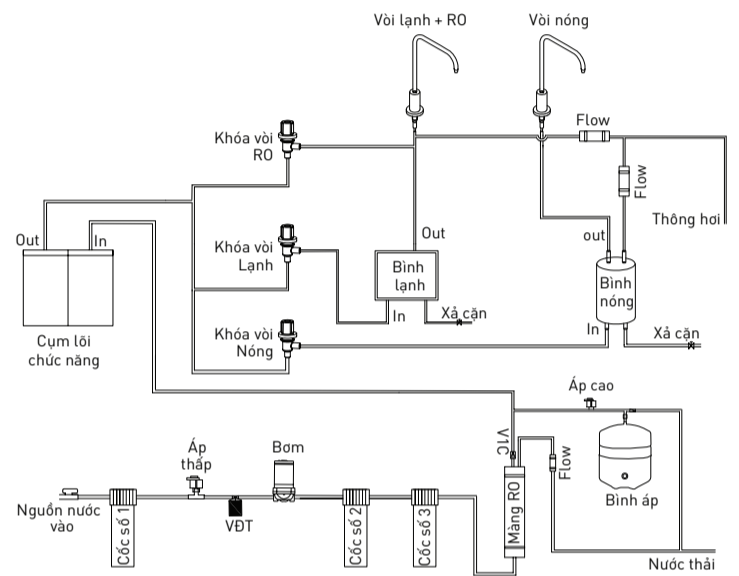 Vòi lạnh + RO
Vòi nóng
Flow
Khóa vòi
RO
Flow
Thông hơi
Out
In
Khóa vòi
Lạnh
Out
out
Bình
lạnh
Bình
nóng
In
Xả cặn
Cụm lõi
chức năng
Khóa vòi
Nóng
In
Xả cặn
Áp cao
Áp
thấp
Bơm
V1C
Flow
Màng RO
Bình áp
Nguồn nước
vào
Cốc số 1
VĐT
Cốc số 2
Cốc số 3
Nước thải